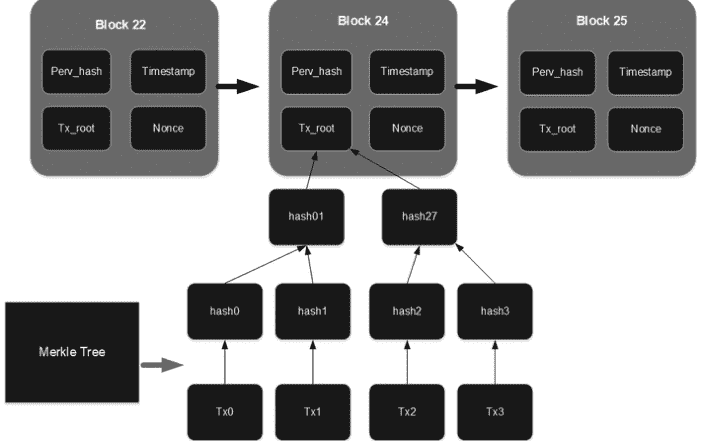 Block 22
Block 24
Block 25
Perv_hash
Timestamp
Perv_hash
Timestamp
Perv_hash
Timestamp
Tx_root
Nonce
Tx_root
Nonce
Tx_root
Nonce
hash01
hash27
hash0
hash1
hash2
hash3
Merkle Tree
Tx0
Tx1
Tx2
Tx3